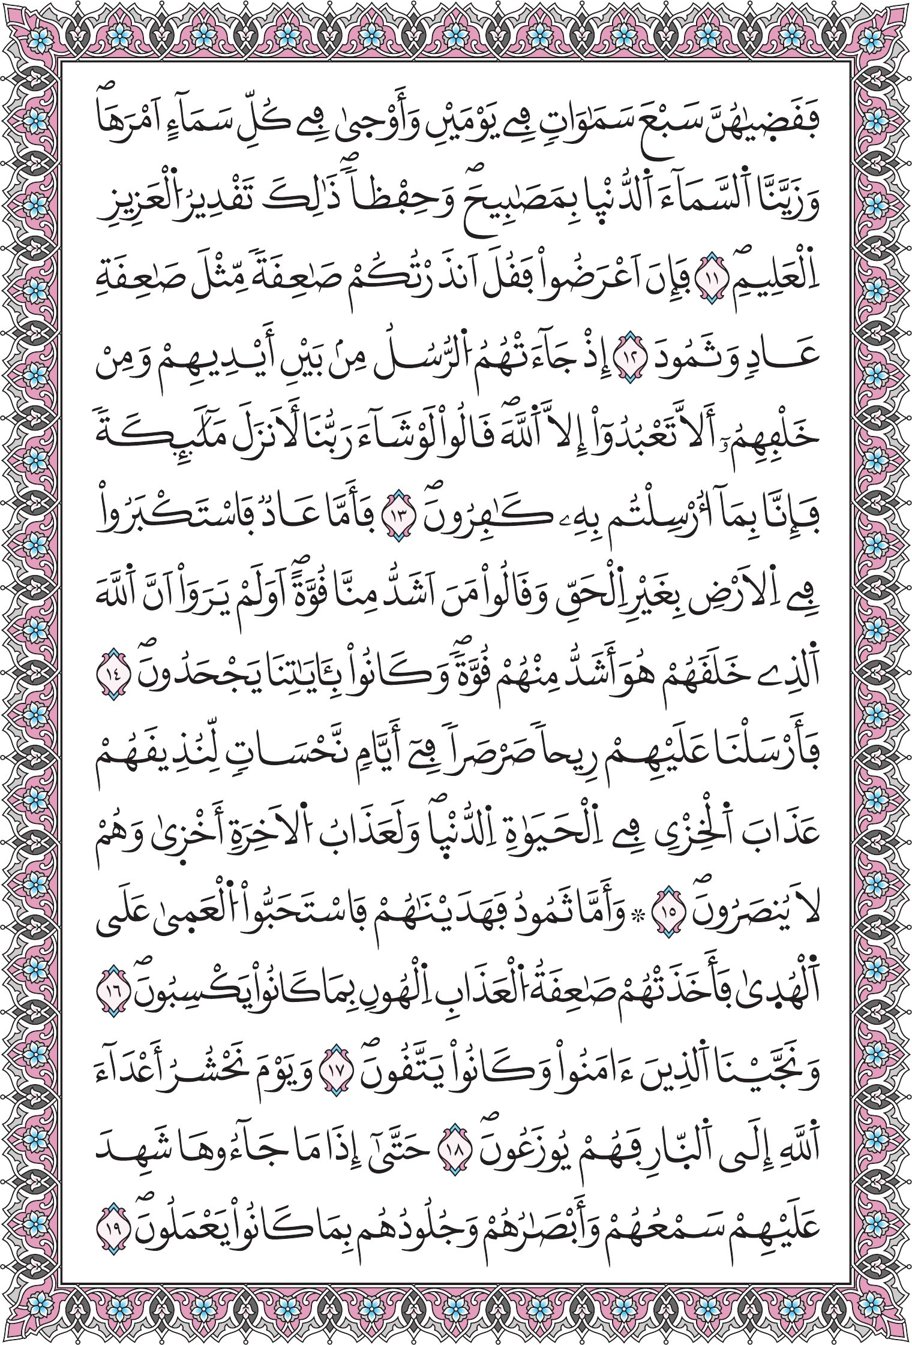 فَقَضٜيٰهُنَّ سَبْعَ سَمَٰوَاتٖ فِے يَوْمَيْنِ وَأَوْحٜيٰ فِے كُلِّ سَمَآءٍ اَمْرَهَاۖ
وَزَيَّنَّا اَ۬لسَّمَآءَ اَ۬لدُّنْيٜا بِمَصَٰبِيحَۖ وَحِفْظاٗۖ ذَٰلِكَ تَقْدِيرُ اُ۬لْعَزِيزِ
اِ۬لْعَلِيمِۖ ١١ فَإِنَ اَعْرَضُواْ فَقُلَ اَنذَرْتُكُمْ صَٰعِقَةٗ مِّثْلَ صَٰعِقَةِ
عَادٖ وَثَمُودَ ١٢ إِذْ جَآءَتْهُمُ اُ۬لرُّسُلُ مِنۢ بَيْنِ أَيْدِيهِمْ وَمِنْ
خَلْفِهِمُۥٓ أَلَّا تَعْبُدُوٓاْ إِلَّا اَ۬للَّهَۖ قَالُواْ لَوْ شَآءَ رَبُّنَا لَأَنزَلَ مَلَٰٓئِكَةٗ
فَإِنَّا بِمَآ أُرْسِلْتُم بِهِۦ كَٰفِرُونَۖ ١٣ فَأَمَّا عَادٞ فَاسْتَكْبَرُواْ
فِے اِ۬لَارْضِ بِغَيْرِ اِ۬لْحَقِّ وَقَالُواْ مَنَ اَشَدُّ مِنَّا قُوَّةًۖ اَوَلَمْ يَرَوَاْ اَنَّ اَ۬للَّهَ
اَ۬لذِے خَلَقَهُمْ هُوَ أَشَدُّ مِنْهُمْ قُوَّةٗۖ وَكَانُواْ بِـَٔايَٰتِنَا يَجْحَدُونَۖ ١٤
فَأَرْسَلْنَا عَلَيْهِمْ رِيحاٗ صَرْصَراٗ فِےٓ أَيَّامٖ نَّحْسَاتٖ لِّنُذِيقَهُمْ
عَذَابَ اَ۬لْخِزْيِ فِے اِ۬لْحَيَوٰةِ اِ۬لدُّنْيٜاۖ وَلَعَذَابُ اُ۬لَاخِرَةِ أَخْزٜيٰ وَهُمْ
لَا يُنصَرُونَۖ ١٥ ۞ وَأَمَّا ثَمُودُ فَهَدَيْنَٰهُمْ فَاسْتَحَبُّواْ اُ۬لْعَمٜيٰ عَلَي
اَ۬لْهُدٜيٰ فَأَخَذَتْهُمْ صَٰعِقَةُ اُ۬لْعَذَابِ اِ۬لْهُونِ بِمَا كَانُواْ يَكْسِبُونَۖ ١٦
وَنَجَّيْنَا اَ۬لذِينَ ءَامَنُواْ وَكَانُواْ يَتَّقُونَۖ ١٧ وَيَوْمَ نَحْشُرُ أَعْدَآءَ
اَ۬للَّهِ إِلَي اَ۬لنّٜارِ فَهُمْ يُوزَعُونَۖ ١٨ حَتَّيٰٓ إِذَا مَا جَآءُوهَا شَهِدَ
عَلَيْهِمْ سَمْعُهُمْ وَأَبْصَٰرُهُمْ وَجُلُودُهُم بِمَا كَانُواْ يَعْمَلُونَۖ ١٩